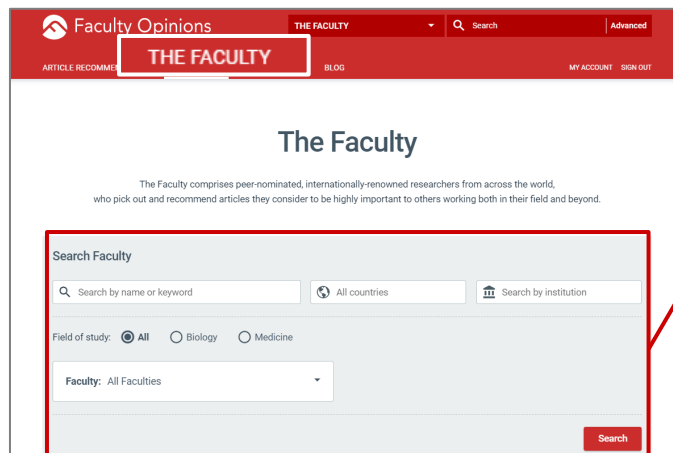 Faculty Opinions
THE FACULTY
Search
Advanced
ARTICLE RECOMME
THE FACULTY
BLOG
MY ACCOUNT SIGN OUT
The Faculty
The Faculty comprises peer-nominated, internationally-renowned researchers from across the world,
who pick out and recommend articles they consider to be highly important to others working both in their field and beyond.
Search Faculty
Search by name or keyword
All countries
Search by institution
Field of study: All Biology Medicine
Faculty: All Faculties
Search